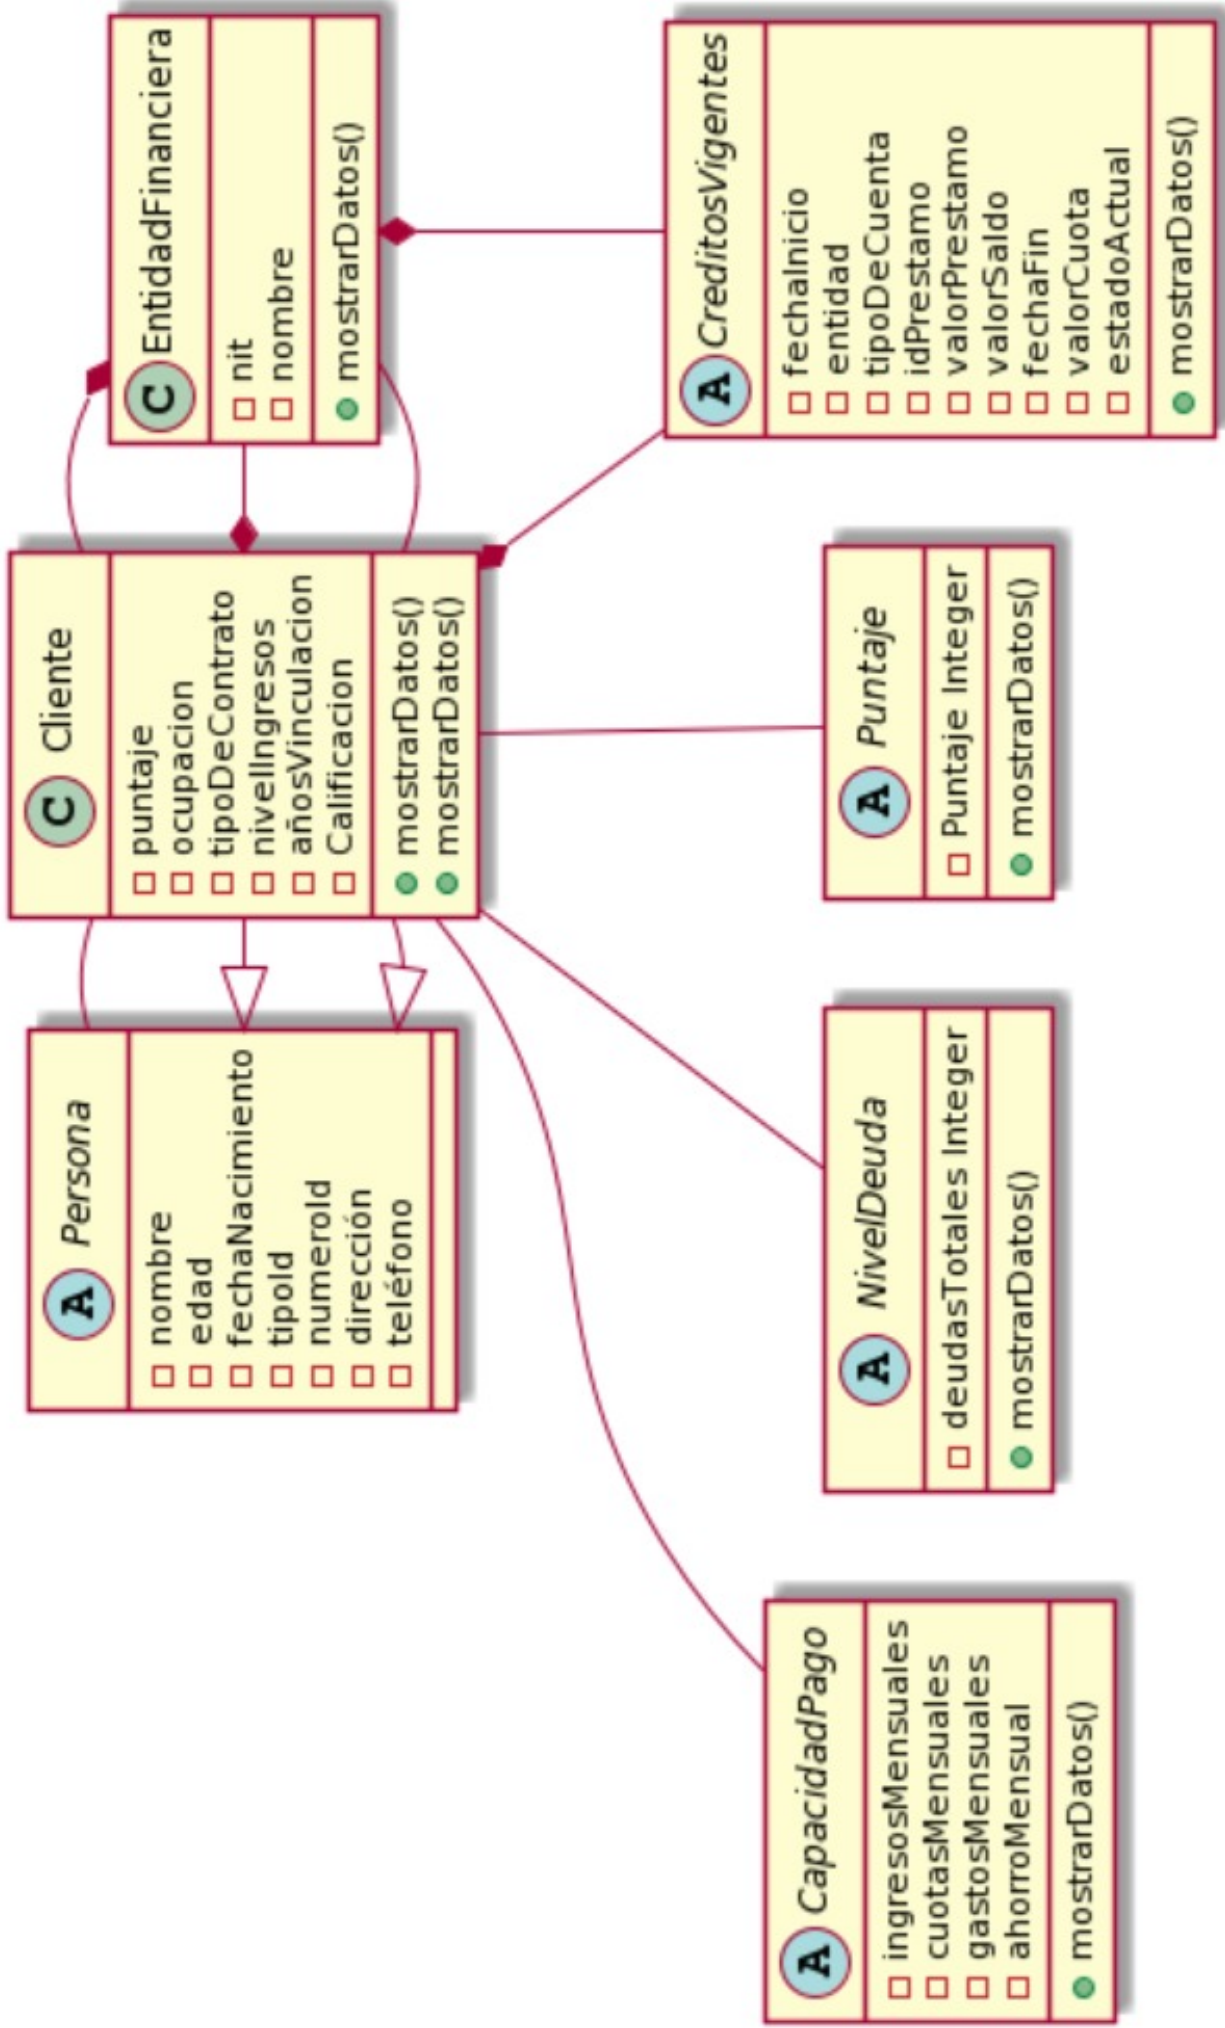 A Persona
nombre
edad
fechaNacimiento
tipoId
numeroId
dirección
teléfono
C Cliente
puntaje
ocupacion
tipoDeContrato
nivelIngresos
añosVinculacion
Calificacion
mostrarDatos()
mostrarDatos()
C EntidadFinanciera
nit
nombre
mostrarDatos()
A CapacidadPago
ingresosMensuales
cuotasMensuales
gastosMensuales
ahorroMensual
mostrarDatos()
A NivelDeuda
deudasTotales Integer
mostrarDatos()
A Puntaje
Puntaje Integer
mostrarDatos()
A CreditosVigentes
fechaInicio
entidad
tipoDeCuenta
idPrestamo
valorPrestamo
valorSaldo
fechaFin
valorCuota
estadoActual
mostrarDatos()